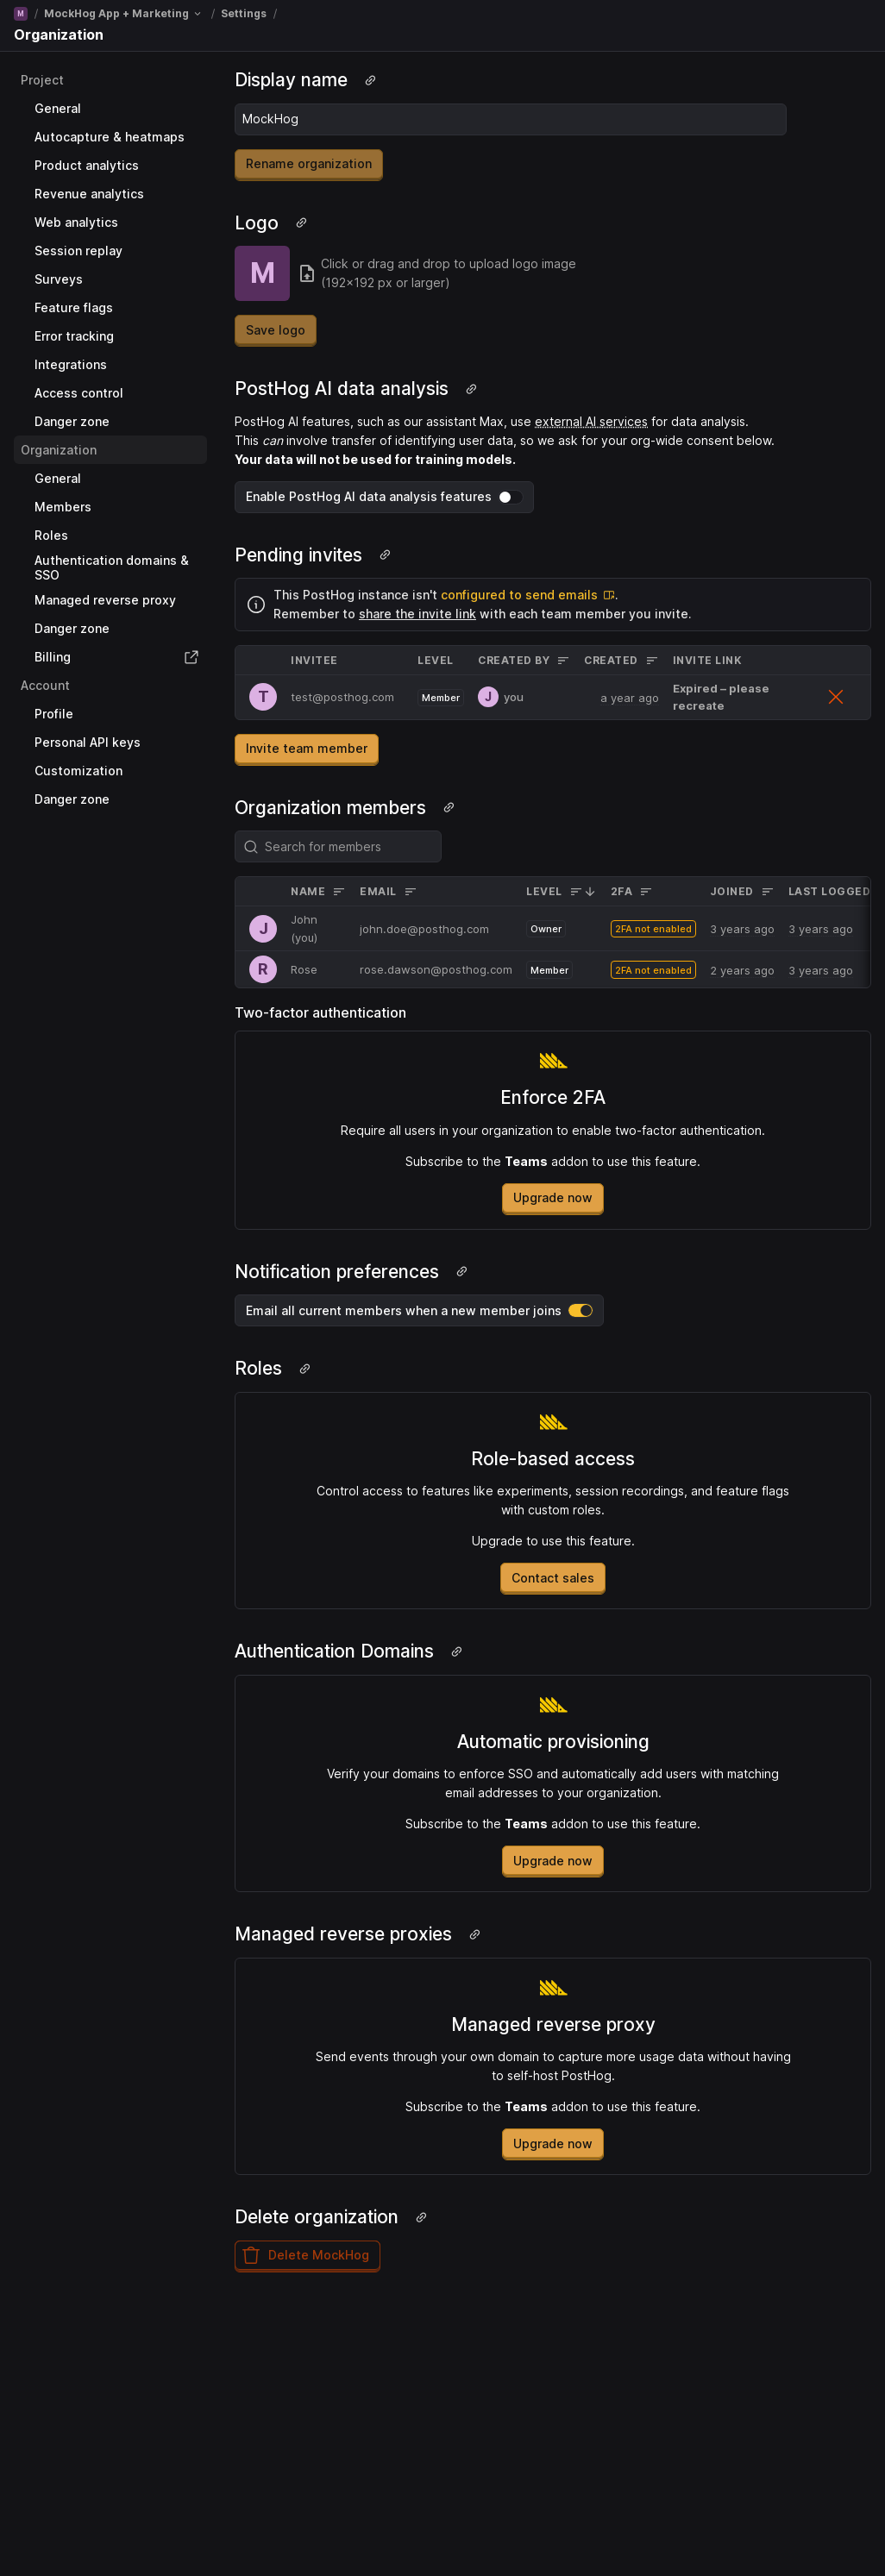 M / MockHog App + Marketing / Settings /
Organization
Project
General
Autocapture & heatmaps
Product analytics
Revenue analytics
Web analytics
Session replay
Surveys
Feature flags
Error tracking
Integrations
Access control
Danger zone
Organization
General
Members
Roles
Authentication domains &
SSO
Managed reverse proxy
Danger zone
Billing
Account
Profile
Personal API keys
Customization
Danger zone
Display name
MockHog
Rename organization
Logo
M
Click or drag and drop to upload logo image
(192×192 px or larger)
Save logo
PostHog AI data analysis
PostHog AI features, such as our assistant Max, use external AI services for data analysis.
This can involve transfer of identifying user data, so we ask for your org-wide consent below.
Your data will not be used for training models.
Enable PostHog AI data analysis features
Pending invites
This PostHog instance isn't configured to send emails .
Remember to share the invite link with each team member you invite.
INVITEE LEVEL CREATED BY CREATED INVITE LINK
T test@posthog.com Member J you a year ago Expired – please
recreate
Invite team member
Organization members
Search for members
NAME EMAIL LEVEL 2FA JOINED LAST LOGGED
J John
(you) john.doe@posthog.com Owner 2FA not enabled 3 years ago 3 years ago
R Rose rose.dawson@posthog.com Member 2FA not enabled 2 years ago 3 years ago
Two-factor authentication
Enforce 2FA
Require all users in your organization to enable two-factor authentication.
Subscribe to the Teams addon to use this feature.
Upgrade now
Notification preferences
Email all current members when a new member joins
Roles
Role-based access
Control access to features like experiments, session recordings, and feature flags
with custom roles.
Upgrade to use this feature.
Contact sales
Authentication Domains
Automatic provisioning
Verify your domains to enforce SSO and automatically add users with matching
email addresses to your organization.
Subscribe to the Teams addon to use this feature.
Upgrade now
Managed reverse proxies
Managed reverse proxy
Send events through your own domain to capture more usage data without having
to self-host PostHog.
Subscribe to the Teams addon to use this feature.
Upgrade now
Delete organization
Delete MockHog